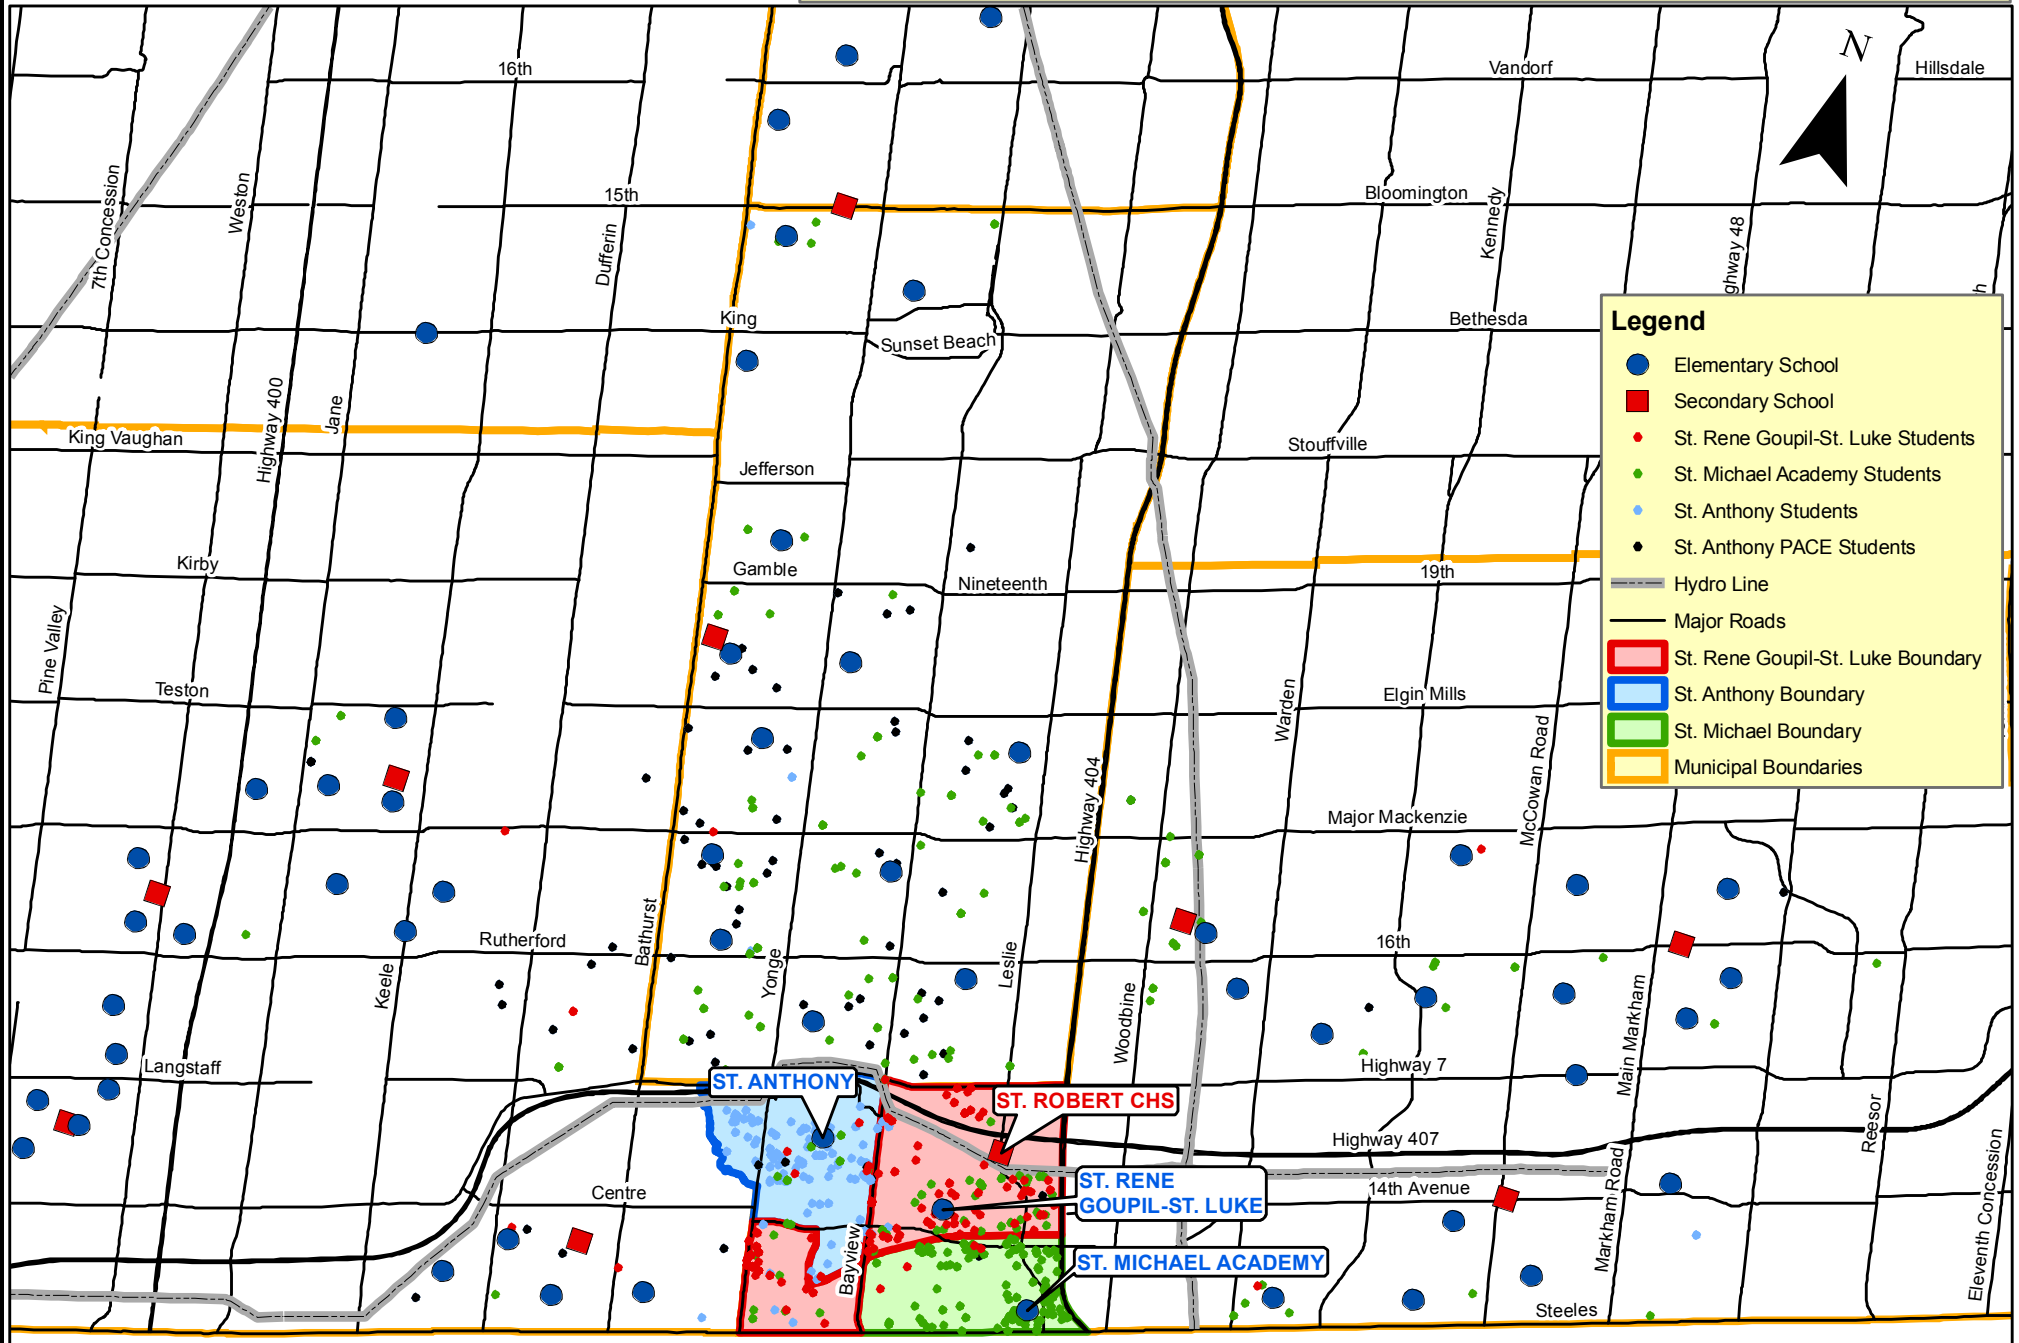 N
16th
Vandorf
Hillsdale
7th Concession
Weston
15th
Dufferin
Bloomington
Kennedy
ghway 48
h
King
Sunset Beach
Bethesda
Highway 400
Jane
King Vaughan
Jefferson
Stouffville
Legend
Elementary School
Secondary School
St. Rene Goupil-St. Luke Students
St. Michael Academy Students
St. Anthony Students
St. Anthony PACE Students
Hydro Line
Major Roads
St. Rene Goupil-St. Luke Boundary
St. Anthony Boundary
St. Michael Boundary
Municipal Boundaries
Kirby
Gamble
Nineteenth
19th
Pine Valley
Teston
Elgin Mills
Warden
McCowan Road
Highway 404
Major Mackenzie
Bathurst
Rutherford
Keele
Yonge
Leslie
16th
Woodbine
Main Markham
Langstaff
Highway 7
ST. ANTHONY
ST. ROBERT CHS
Highway 407
Reesor
ST. RENE
GOUPIL-ST. LUKE
Centre
14th Avenue
Markham Road
Eleventh Concession
Bayview
ST. MICHAEL ACADEMY
Steeles